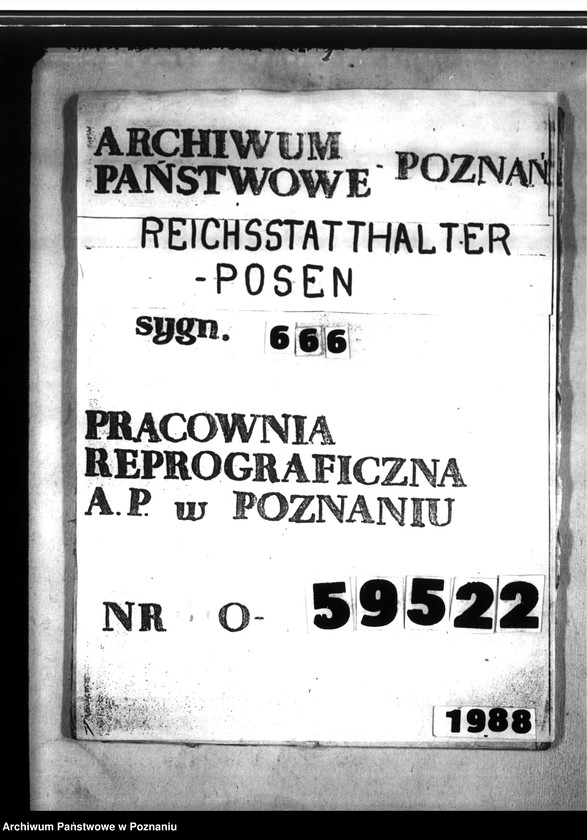 ARCHIWUM
PAŃSTWOWE - POZNAŃ
REICHSSTATTHALTER
-POSEN
sygn. 666
PRACOWNIA
REPROGRAFICZNA
A.P. w POZNANIU
NR O- 59522
1988
Archiwum Państwowe w Poznaniu